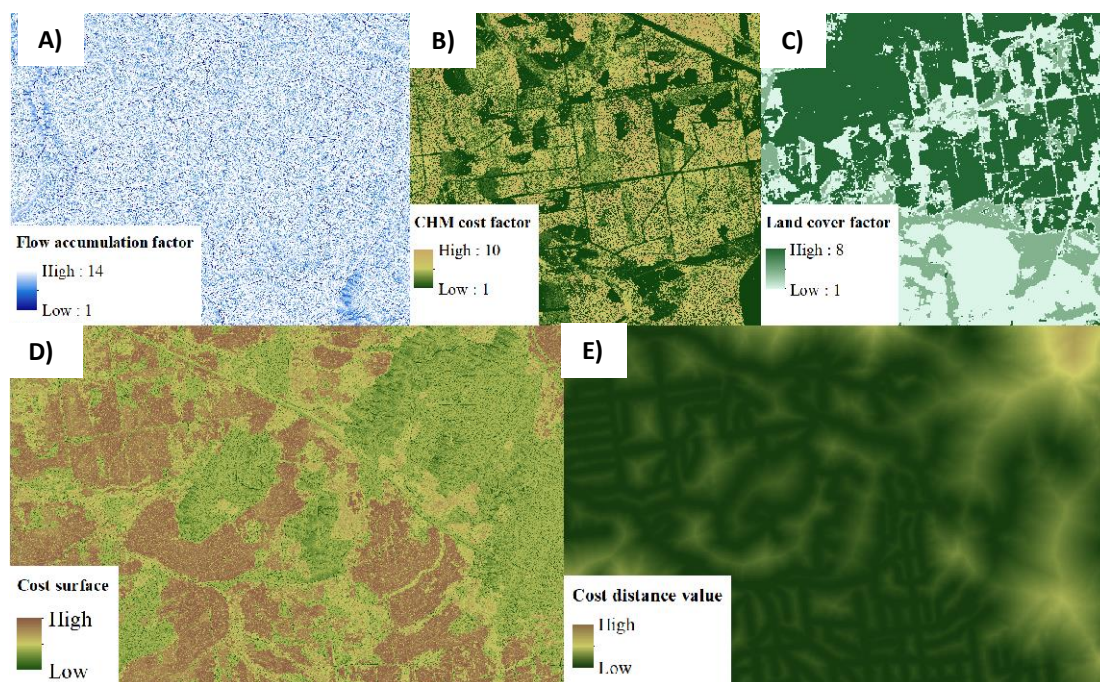 A)
Flow accumulation factor
High : 14
Low : 1
B)
CHM cost factor
High : 10
Low : 1
C)
Land cover factor
High : 8
Low : 1
D)
Cost surface
High
Low
E)
Cost distance value
High
Low